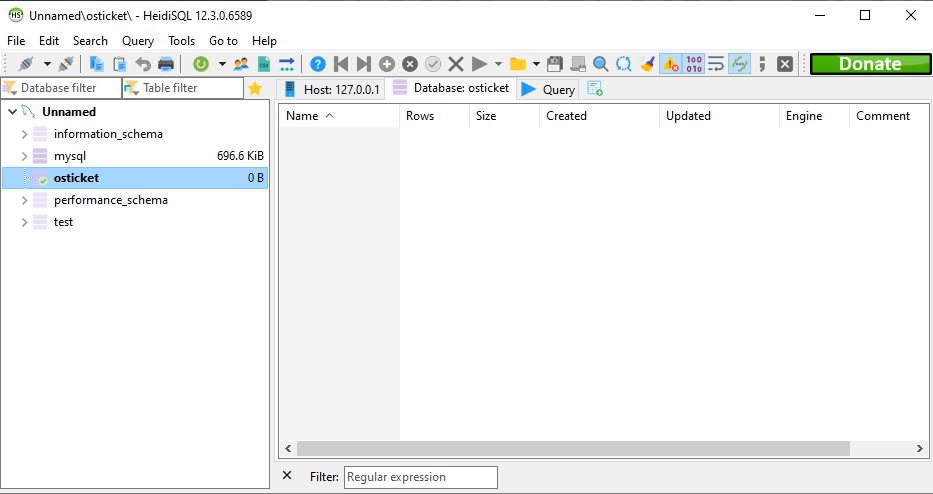 Unnamed\osticket\ - HeidiSQL 12.3.0.6589
File Edit Search Query Tools Go to Help
Donate
Database filter Table filter
Host: 127.0.0.1 Database: osticket Query
Unnamed
information_schema
mysql 696.6 KiB
osticket 0 B
performance_schema
test
Name Rows Size Created Updated Engine Comment
Filter: Regular expression